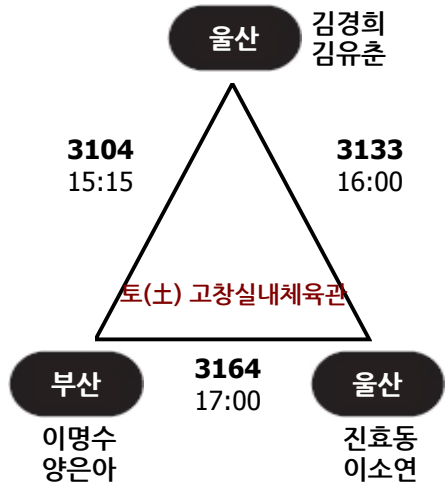 울산
김경희
김유춘
3104
15:15
3133
16:00
토(土) 고창실내체육관
3164
17:00
부산
이명수
양은아
울산
진효동
이소연